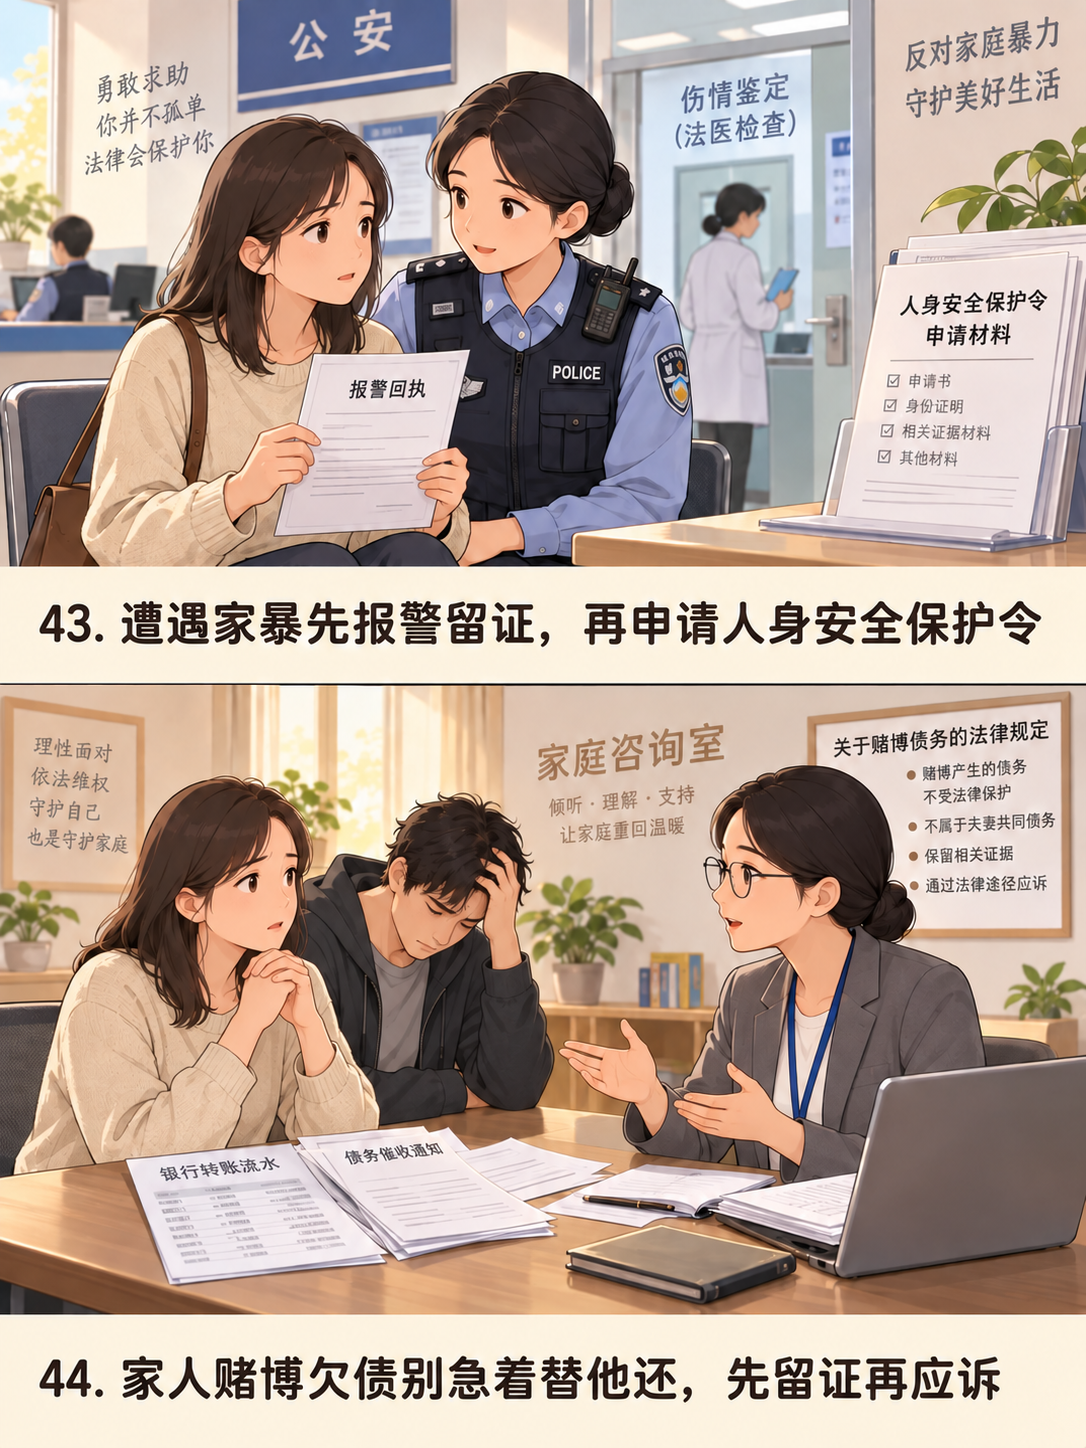 公安
勇敢求助
你并不孤单
法律会保护你
伤情鉴定
(法医检查)
反对家庭暴力
守护美好生活
POLICE
报警回执
人身安全保护令
申请材料
申请书
身份证明
相关证据材料
其他材料
43. 遭遇家暴先报警留证，再申请人身安全保护令
理性面对
依法维权
守护自己
也是守护家庭
家庭咨询室
倾听·理解·支持
让家庭重回温暖
关于赌博债务的法律规定
赌博产生的债务
不受法律保护
不属于夫妻共同债务
保留相关证据
通过法律途径应诉
银行转账流水
债务催收通知
44. 家人赌博欠债别急着替他还，先留证再应诉